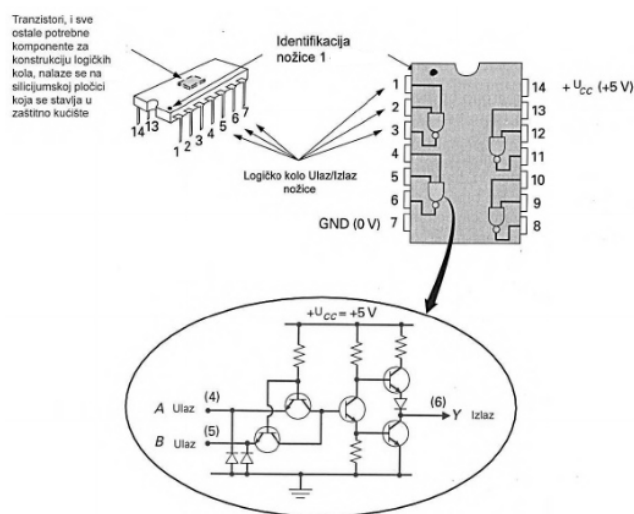 Tranzistori, i sve
ostale potrebne
komponente za
konstrukciju logičkih
kola, nalaze se na
silicijumskoj pločici
koja se stavlja u
zaštitno kućište
Identifikacija
nožice 1
14 13
1 2 3 4 5 6 7
Logičko kolo Ulaz/Izlaz
nožice
1
2
3
4
5
6
GND (0 V) 7
14 + UCC (+5 V)
13
12
11
10
9
8
+UCC = +5 V
A Ulaz (4)
B Ulaz (5)
(6)
Y Izlaz